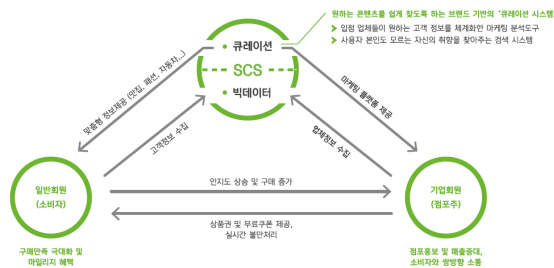 원하는 콘텐츠를 쉽게 찾도록 하는 브랜드 기반의 '큐레이션 시스템
> 입점 업체들이 원하는 고객 정보를 체계화한 마케팅 분석도구
> 사용자 본인도 모르는 자신의 취향을 찾아주는 검색 시스템
• 큐레이션
SCS
• 빅데이터
맞춤형 정보제공 (맛집, 패션, 자동차...)
고객정보 수집
마케팅 플랫폼 제공
업체정보 수집
일반회원
(소비자)
인지도 상승 및 구매 증가
기업회원
(점포주)
상품권 및 무료쿠폰 제공,
실시간 불만처리
구매만족 극대화 및
마일리지 혜택
점포홍보 및 매출증대,
소비자와 쌍방향 소통